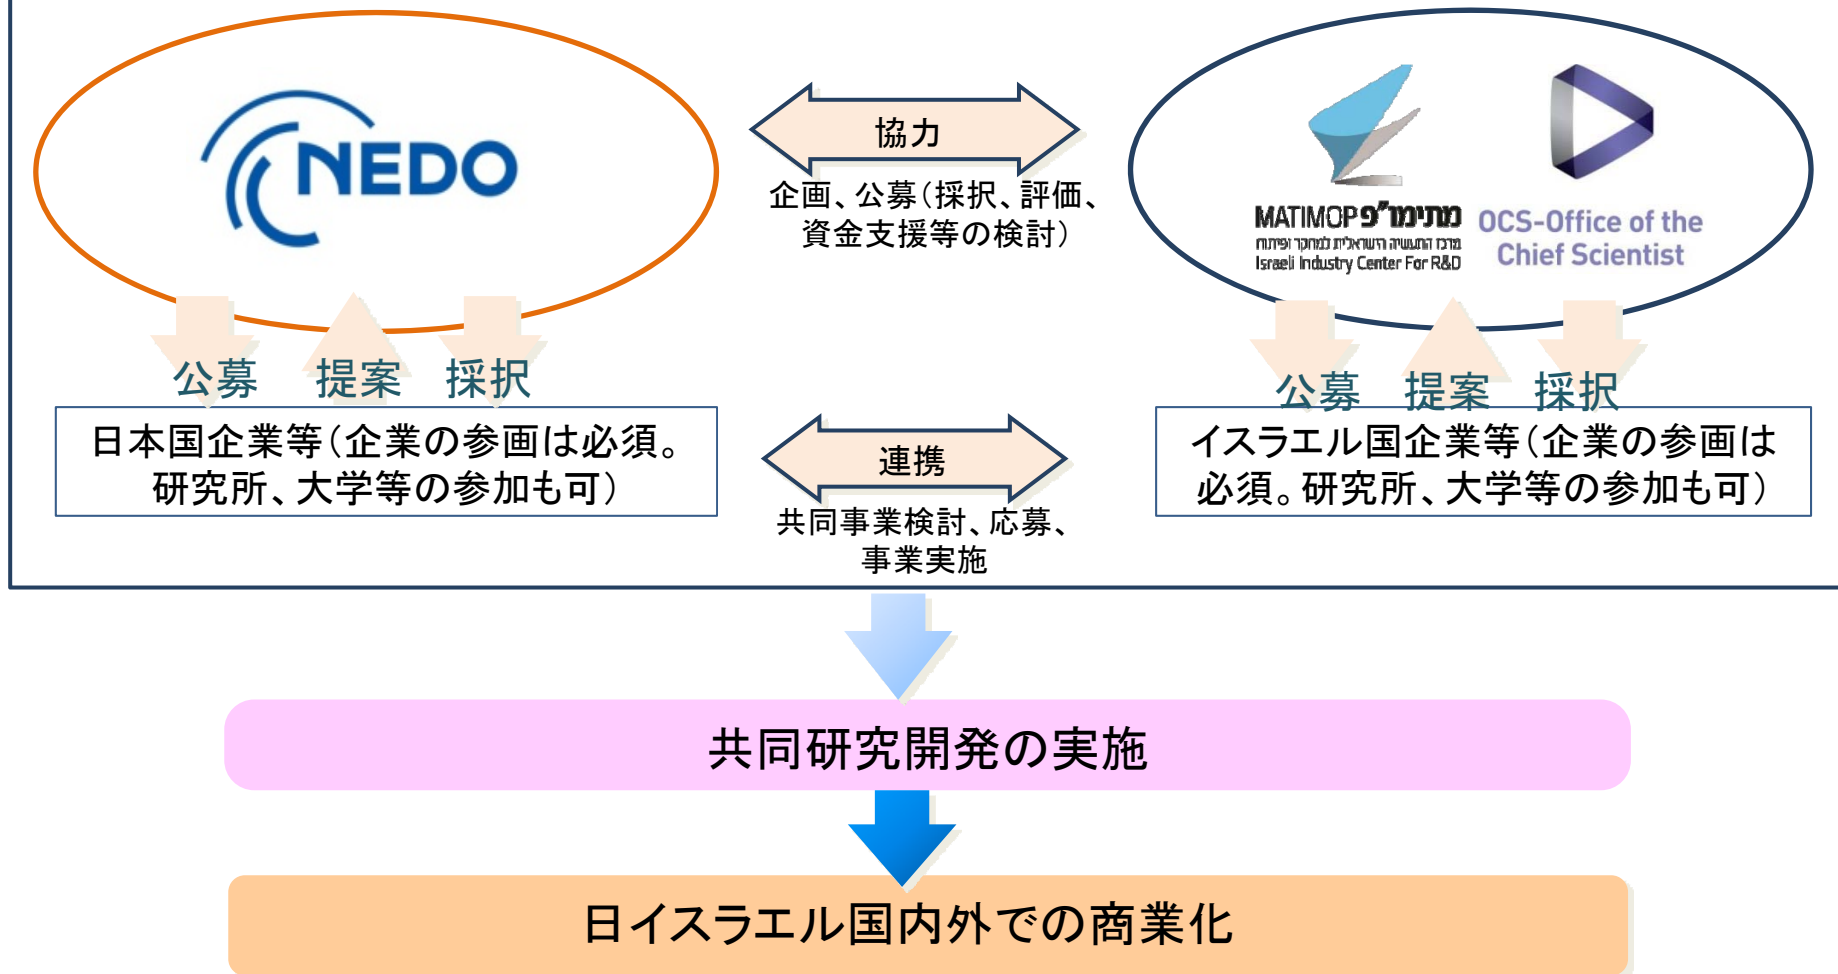 NEDO
協力
企画、公募（採択、評価、
資金支援等の検討）
MATIMOP מתימו"פ
מרכז התעשיה הישראלית למחקר ופיתוח
Israeli Industry Center For R&D
OCS-Office of the
Chief Scientist
公募 提案 採択
公募 提案 採択
日本国企業等（企業の参画は必須。
研究所、大学等の参加も可）
連携
共同事業検討、応募、
事業実施
イスラエル国企業等（企業の参画は
必須。研究所、大学等の参加も可）
共同研究開発の実施
日イスラエル国内外での商業化